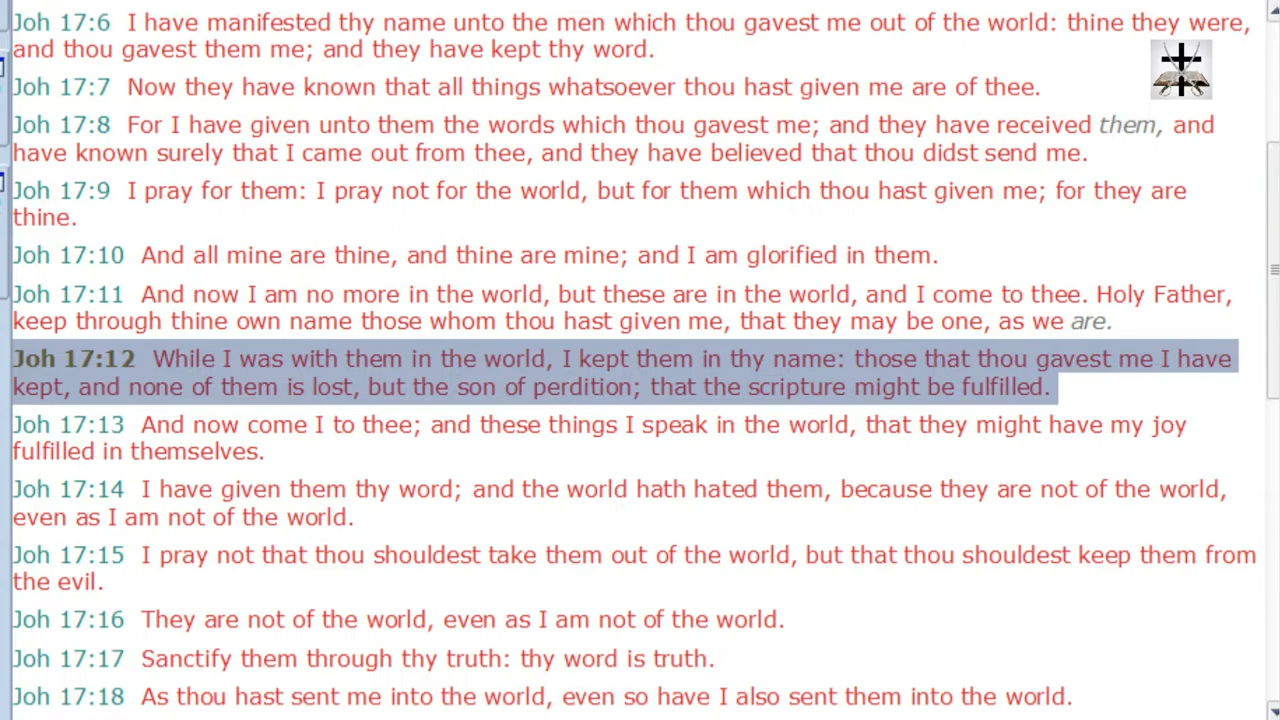 Joh 17:6 I have manifested thy name unto the men which thou gavest me out of the world: thine they were,
and thou gavest them me; and they have kept thy word.
Joh 17:7 Now they have known that all things whatsoever thou hast given me are of thee.
Joh 17:8 For I have given unto them the words which thou gavest me; and they have received them, and
have known surely that I came out from thee, and they have believed that thou didst send me.
Joh 17:9 I pray for them: I pray not for the world, but for them which thou hast given me; for they are
thine.
Joh 17:10 And all mine are thine, and thine are mine; and I am glorified in them.
Joh 17:11 And now I am no more in the world, but these are in the world, and I come to thee. Holy Father,
keep through thine own name those whom thou hast given me, that they may be one, as we are.
Joh 17:12 While I was with them in the world, I kept them in thy name: those that thou gavest me I have
kept, and none of them is lost, but the son of perdition; that the scripture might be fulfilled.
Joh 17:13 And now come I to thee; and these things I speak in the world, that they might have my joy
fulfilled in themselves.
Joh 17:14 I have given them thy word; and the world hath hated them, because they are not of the world,
even as I am not of the world.
Joh 17:15 I pray not that thou shouldest take them out of the world, but that thou shouldest keep them from
the evil.
Joh 17:16 They are not of the world, even as I am not of the world.
Joh 17:17 Sanctify them through thy truth: thy word is truth.
Joh 17:18 As thou hast sent me into the world, even so have I also sent them into the world.